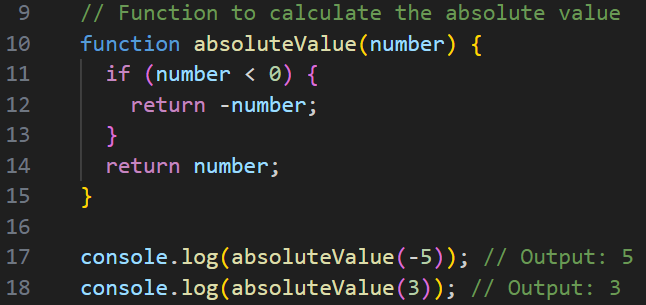 9 // Function to calculate the absolute value
10 function absoluteValue(number) {
11   if (number < 0) {
12     return -number;
13   }
14   return number;
15 }
16
17 console.log(absoluteValue(-5)); // Output: 5
18 console.log(absoluteValue(3)); // Output: 3